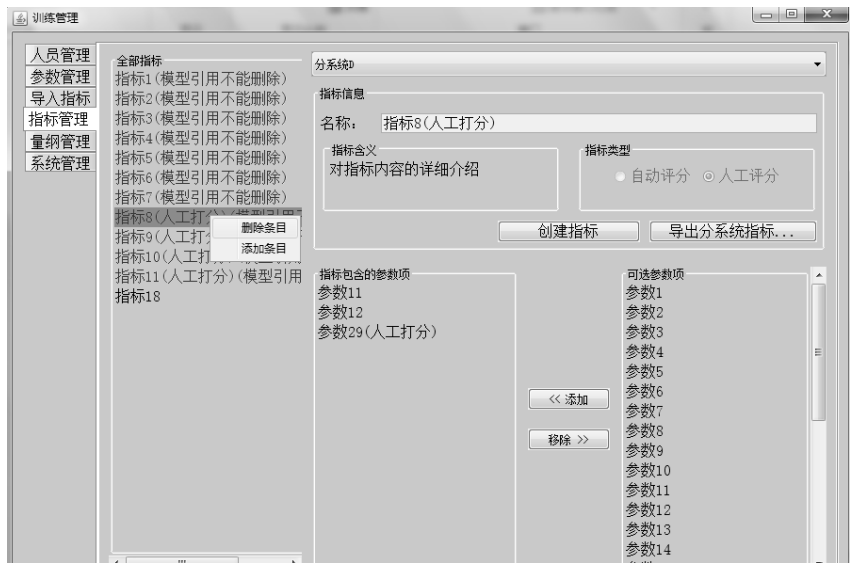 训练管理
人员管理
参数管理
导入指标
指标管理
量纲管理
系统管理
全部指标
指标1(模型引用不能删除)
指标2(模型引用不能删除)
指标3(模型引用不能删除)
指标4(模型引用不能删除)
指标5(模型引用不能删除)
指标6(模型引用不能删除)
指标7(模型引用不能删除)
指标8(人工打分)(模型引用
指标9(人工打
指标10(人工打
指标11(人工打分)(模型引用
指标18
删除条目
添加条目
分系统D
指标信息
名称: 指标8(人工打分)
指标含义
对指标内容的详细介绍
指标类型
自动评分 人工评分
创建指标 导出分系统指标...
指标包含的参数项
参数11
参数12
参数29(人工打分)
<< 添加
移除 >>
可选参数项
参数1
参数2
参数3
参数4
参数5
参数6
参数7
参数8
参数9
参数10
参数11
参数12
参数13
参数14